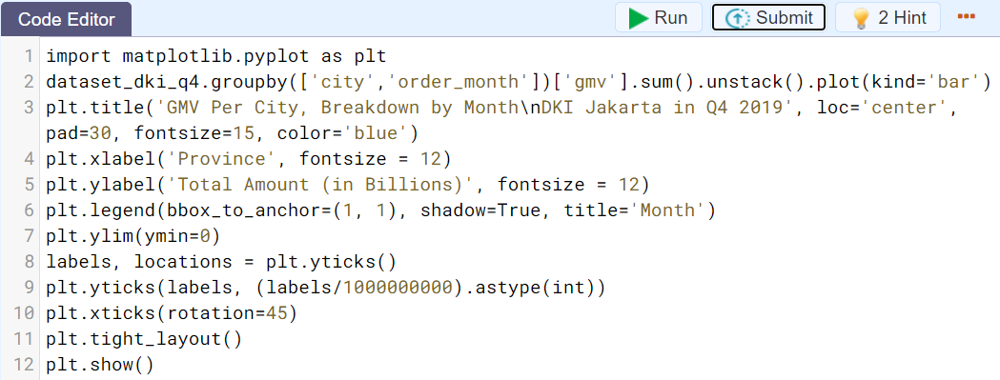 Code Editor
Run
Submit
2 Hint
1 import matplotlib.pyplot as plt
2 dataset_dki_q4.groupby(['city','order_month'])['gmv'].sum().unstack().plot(kind='bar')
3 plt.title('GMV Per City, Breakdown by Month\nDKI Jakarta in Q4 2019', loc='center',
pad=30, fontsize=15, color='blue')
4 plt.xlabel('Province', fontsize = 12)
5 plt.ylabel('Total Amount (in Billions)', fontsize = 12)
6 plt.legend(bbox_to_anchor=(1, 1), shadow=True, title='Month')
7 plt.ylim(ymin=0)
8 labels, locations = plt.yticks()
9 plt.yticks(labels, (labels/1000000000).astype(int))
10 plt.xticks(rotation=45)
11 plt.tight_layout()
12 plt.show()